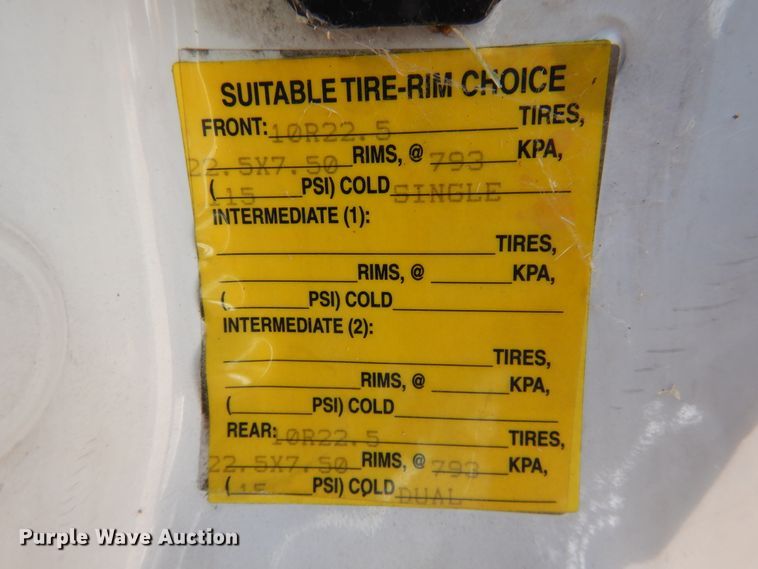 SUITABLE TIRE-RIM CHOICE
FRONT: 10R22.5 TIRES,
22.5X7.50 RIMS, @ 793 KPA,
( 115 PSI) COLD SINGLE
INTERMEDIATE (1):
TIRES,
RIMS, @ KPA,
( PSI) COLD
INTERMEDIATE (2):
TIRES,
RIMS, @ KPA,
( PSI) COLD
REAR: 10R22.5 TIRES,
22.5X7.50 RIMS, @ 793 KPA,
( 15 PSI) COLD DUAL
Purple Wave Auction